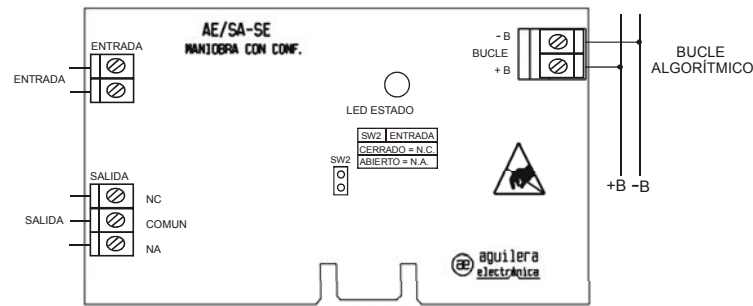 AE/SA-SE
MANIOBRA CON CONF.
ENTRADA
ENTRADA
- B
BUCLE
+ B
BUCLE
ALGORÍTMICO
LED ESTADO
SW2 ENTRADA
CERRADO = N.C.
ABIERTO = N.A.
SW2
SALIDA
NC
SALIDA
COMUN
NA
+B -B
ae aguilera
electrónica